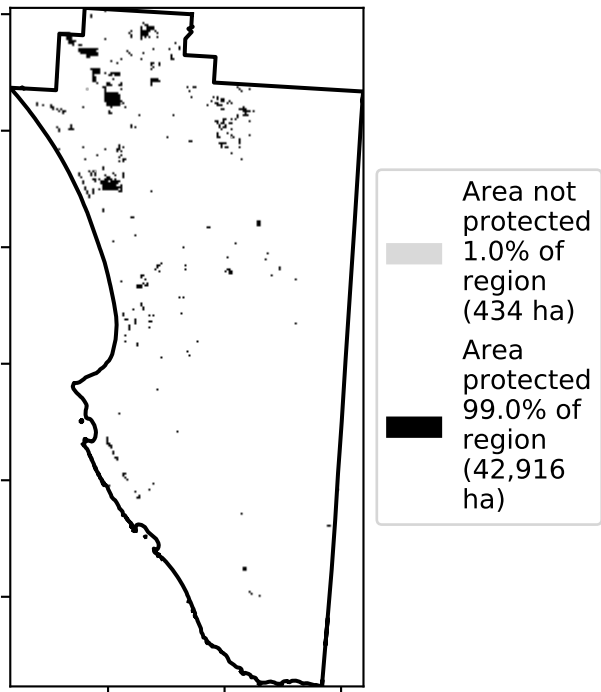 Area not
protected
1.0% of
region
(434 ha)
Area
protected
99.0% of
region
(42,916
ha)